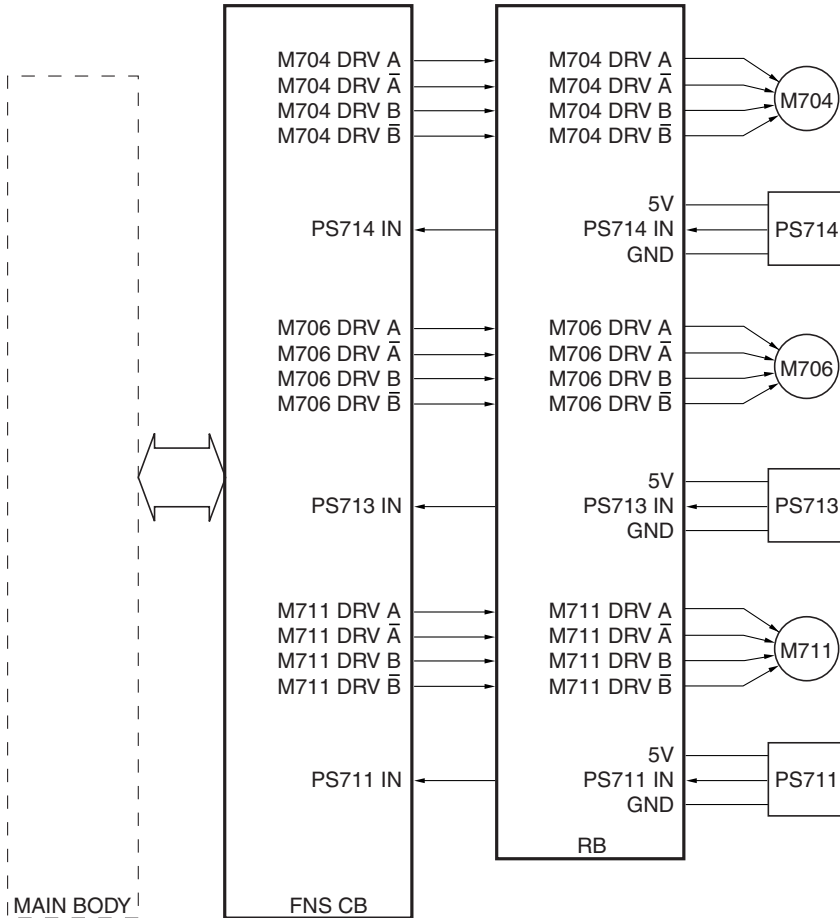 M704 DRV A M704 DRV A
M704 DRV A̅ M704 DRV A̅
M704 DRV B M704 DRV B
M704 DRV B̅ M704 DRV B̅
M704
5V
PS714 IN PS714 IN PS714
GND
M706 DRV A M706 DRV A
M706 DRV A̅ M706 DRV A̅
M706 DRV B M706 DRV B
M706 DRV B̅ M706 DRV B̅
M706
5V
PS713 IN PS713 IN PS713
GND
M711 DRV A M711 DRV A
M711 DRV A̅ M711 DRV A̅
M711 DRV B M711 DRV B
M711 DRV B̅ M711 DRV B̅
M711
5V
PS711 IN PS711 IN PS711
GND
RB
MAIN BODY FNS CB